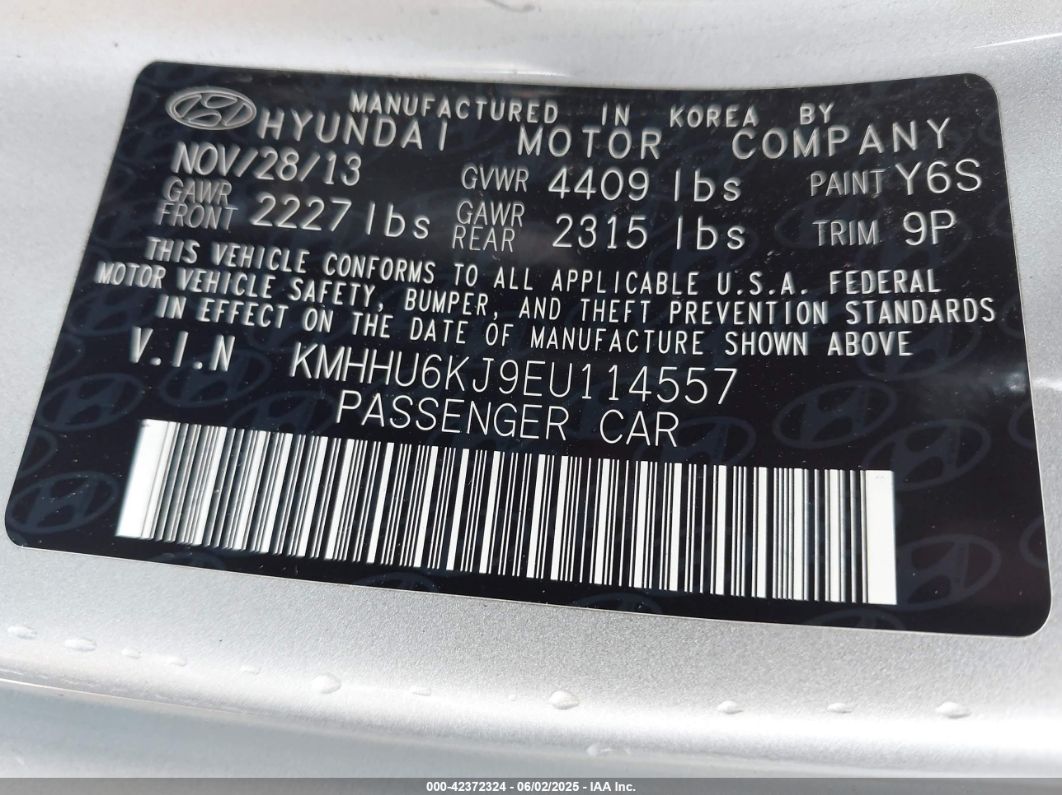 MANUFACTURED IN KOREA BY
HYUNDAI MOTOR COMPANY
NOV/28/13 GVWR 4409 lbs PAINT Y6S
GAWR FRONT 2227 lbs GAWR REAR 2315 lbs TRIM 9P
THIS VEHICLE CONFORMS TO ALL APPLICABLE U.S.A. FEDERAL
MOTOR VEHICLE SAFETY, BUMPER, AND THEFT PREVENTION STANDARDS
IN EFFECT ON THE DATE OF MANUFACTURE SHOWN ABOVE
V.I.N KMHHU6KJ9EU114557
PASSENGER CAR
000-42372324 - 06/02/2025 - IAA Inc.